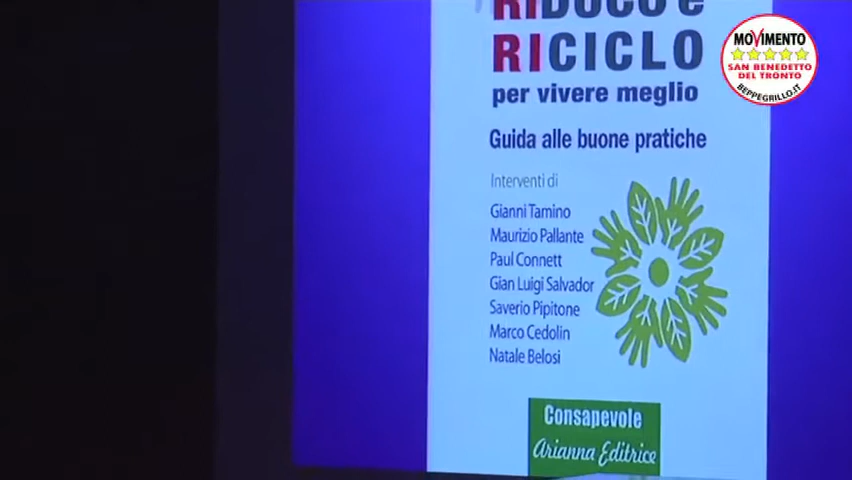 RIDUCO e
RICICLO
per vivere meglio
Guida alle buone pratiche
Interventi di
Gianni Tamino
Maurizio Pallante
Paul Connett
Gian Luigi Salvador
Saverio Pipitone
Marco Cedolin
Natale Belosi
Consapevole
Arianna Editrice
MOVIMENTO
SAN BENEDETTO
DEL TRONTO
BEPPEGRILLO.IT